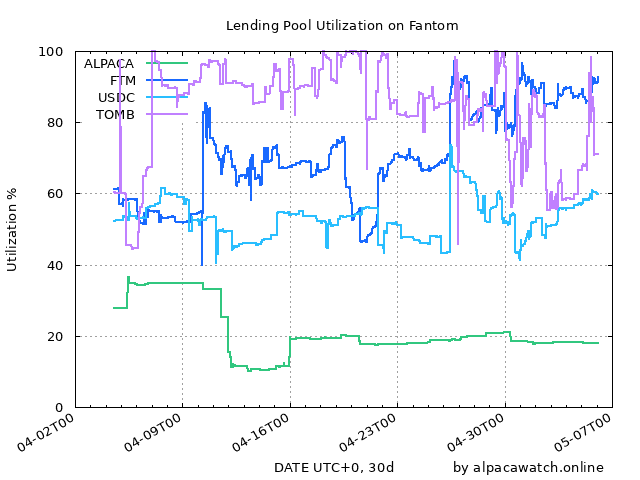 Lending Pool Utilization on Fantom
100
80
60
40
20
0
Utilization %
ALPACA
FTM
USDC
TOMB
04-02T00
04-09T00
04-16T00
04-23T00
04-30T00
05-07T00
DATE UTC+0, 30d
by alpacawatch.online